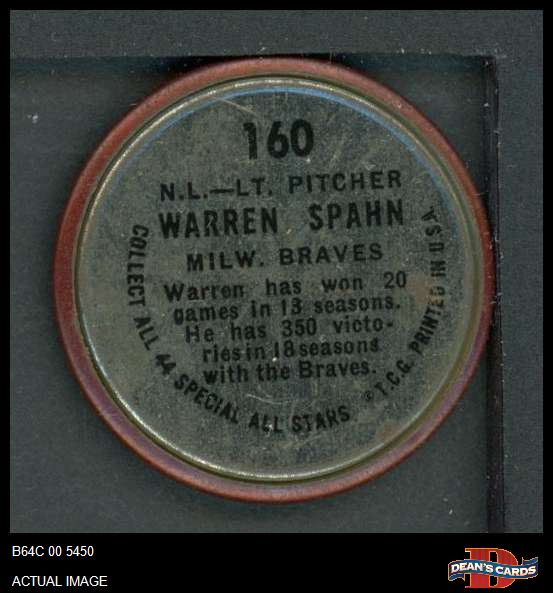 160
N.L.—LT. PITCHER
WARREN SPAHN
MILW. BRAVES
Warren has won 20
games in 13 seasons.
He has 350 victo-
ries in 18 seasons
with the Braves.
COLLECT ALL 44 SPECIAL ALL STARS ©T.C.G. PRINTED IN U.S.A.
B64C 00 5450
ACTUAL IMAGE
D
DEAN'S CARDS